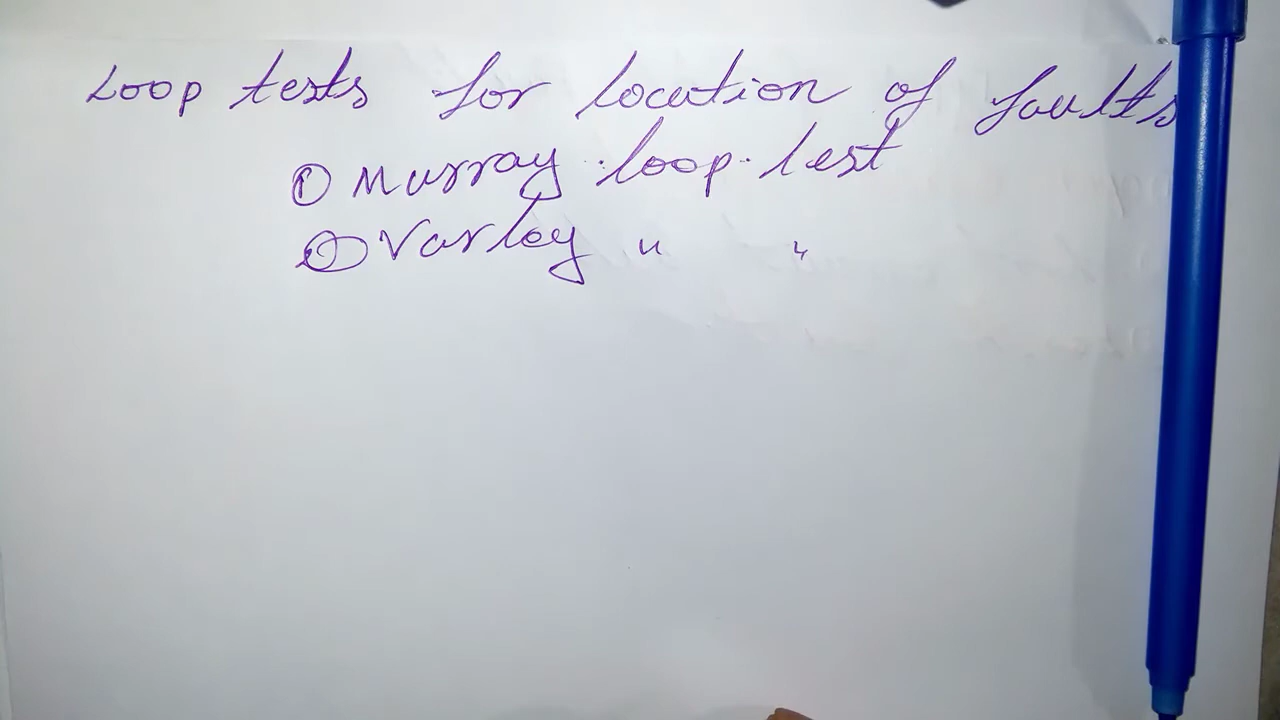 Loop tests for location of faults
① Murray loop test
② Varley " "